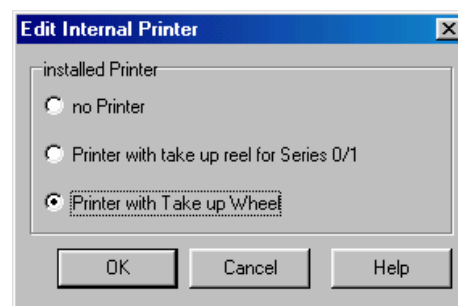 Edit Internal Printer
installed Printer
no Printer
Printer with take up reel for Series 0/1
Printer with Take up Wheel
OK Cancel Help